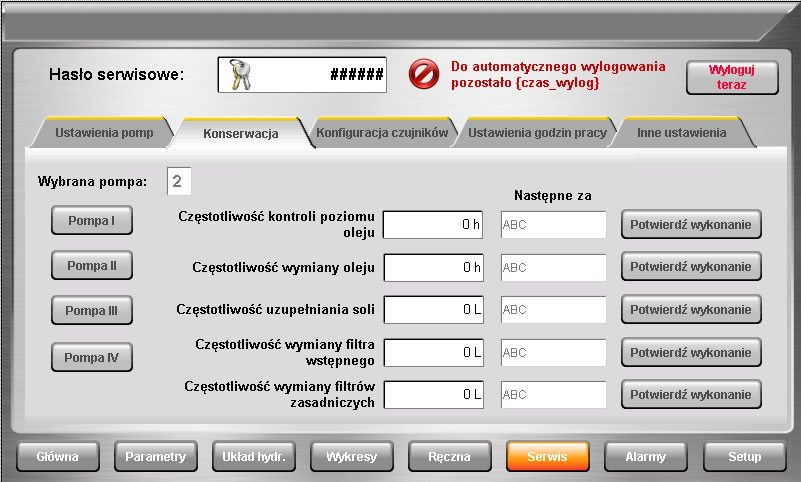 Hasło serwisowe:
######
Do automatycznego wylogowania
pozostało {czas_wylog}
Wyloguj
teraz
Ustawienia pomp
Konserwacja
Konfiguracja czujników
Ustawienia godzin pracy
Inne ustawienia
Wybrana pompa:
2
Następne za
Pompa I
Częstotliwość kontroli poziomu
oleju
0 h
ABC
Potwierdź wykonanie
Pompa II
Częstotliwość wymiany oleju
0 h
ABC
Potwierdź wykonanie
Pompa III
Częstotliwość uzupełniania soli
0 L
ABC
Potwierdź wykonanie
Pompa IV
Częstotliwość wymiany filtra
wstępnego
0 L
ABC
Potwierdź wykonanie
Częstotliwość wymiany filtrów
zasadniczych
0 L
ABC
Potwierdź wykonanie
Główna
Parametry
Układ hydr.
Wykresy
Ręczna
Serwis
Alarmy
Setup